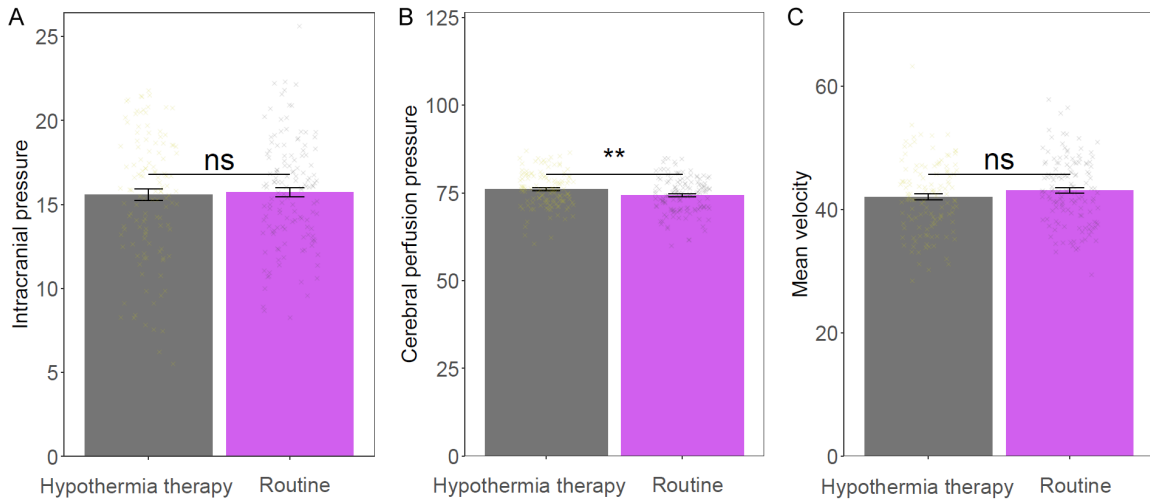 A
Intracranial pressure
25
20
15
10
5
0
ns
Hypothermia therapy
Routine
B
Cerebral perfusion pressure
125
100
75
50
25
0
**
Hypothermia therapy
Routine
C
Mean velocity
60
40
20
0
ns
Hypothermia therapy
Routine